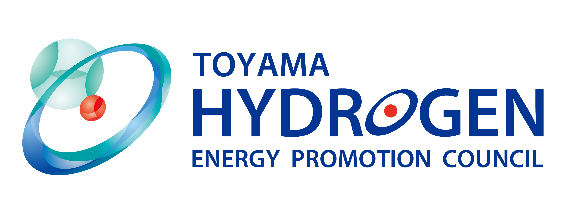 TOYAMA
HYDROGEN
ENERGY PROMOTION COUNCIL